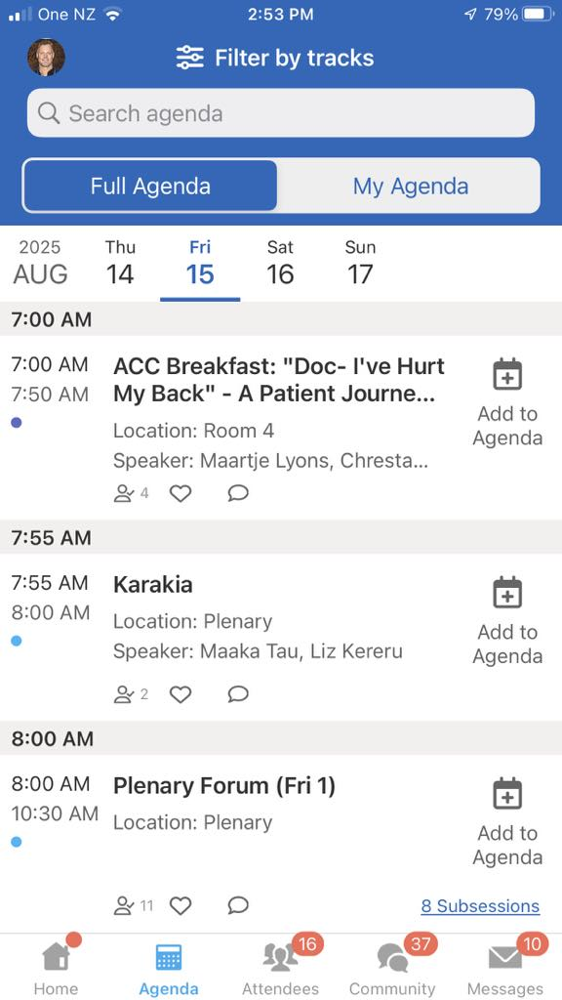 One NZ 2:53 PM 79%
Filter by tracks
Search agenda
Full Agenda My Agenda
2025 Thu Fri Sat Sun
AUG 14 15 16 17
7:00 AM
7:00 AM ACC Breakfast: "Doc- I've Hurt
7:50 AM My Back" - A Patient Journe...
Location: Room 4
Speaker: Maartje Lyons, Chresta...
4
Add to
Agenda
7:55 AM
7:55 AM Karakia
8:00 AM Location: Plenary
Speaker: Maaka Tau, Liz Kereru
2
Add to
Agenda
8:00 AM
8:00 AM Plenary Forum (Fri 1)
10:30 AM Location: Plenary
Add to
Agenda
11 8 Subsessions
16 37 10
Home Agenda Attendees Community Messages